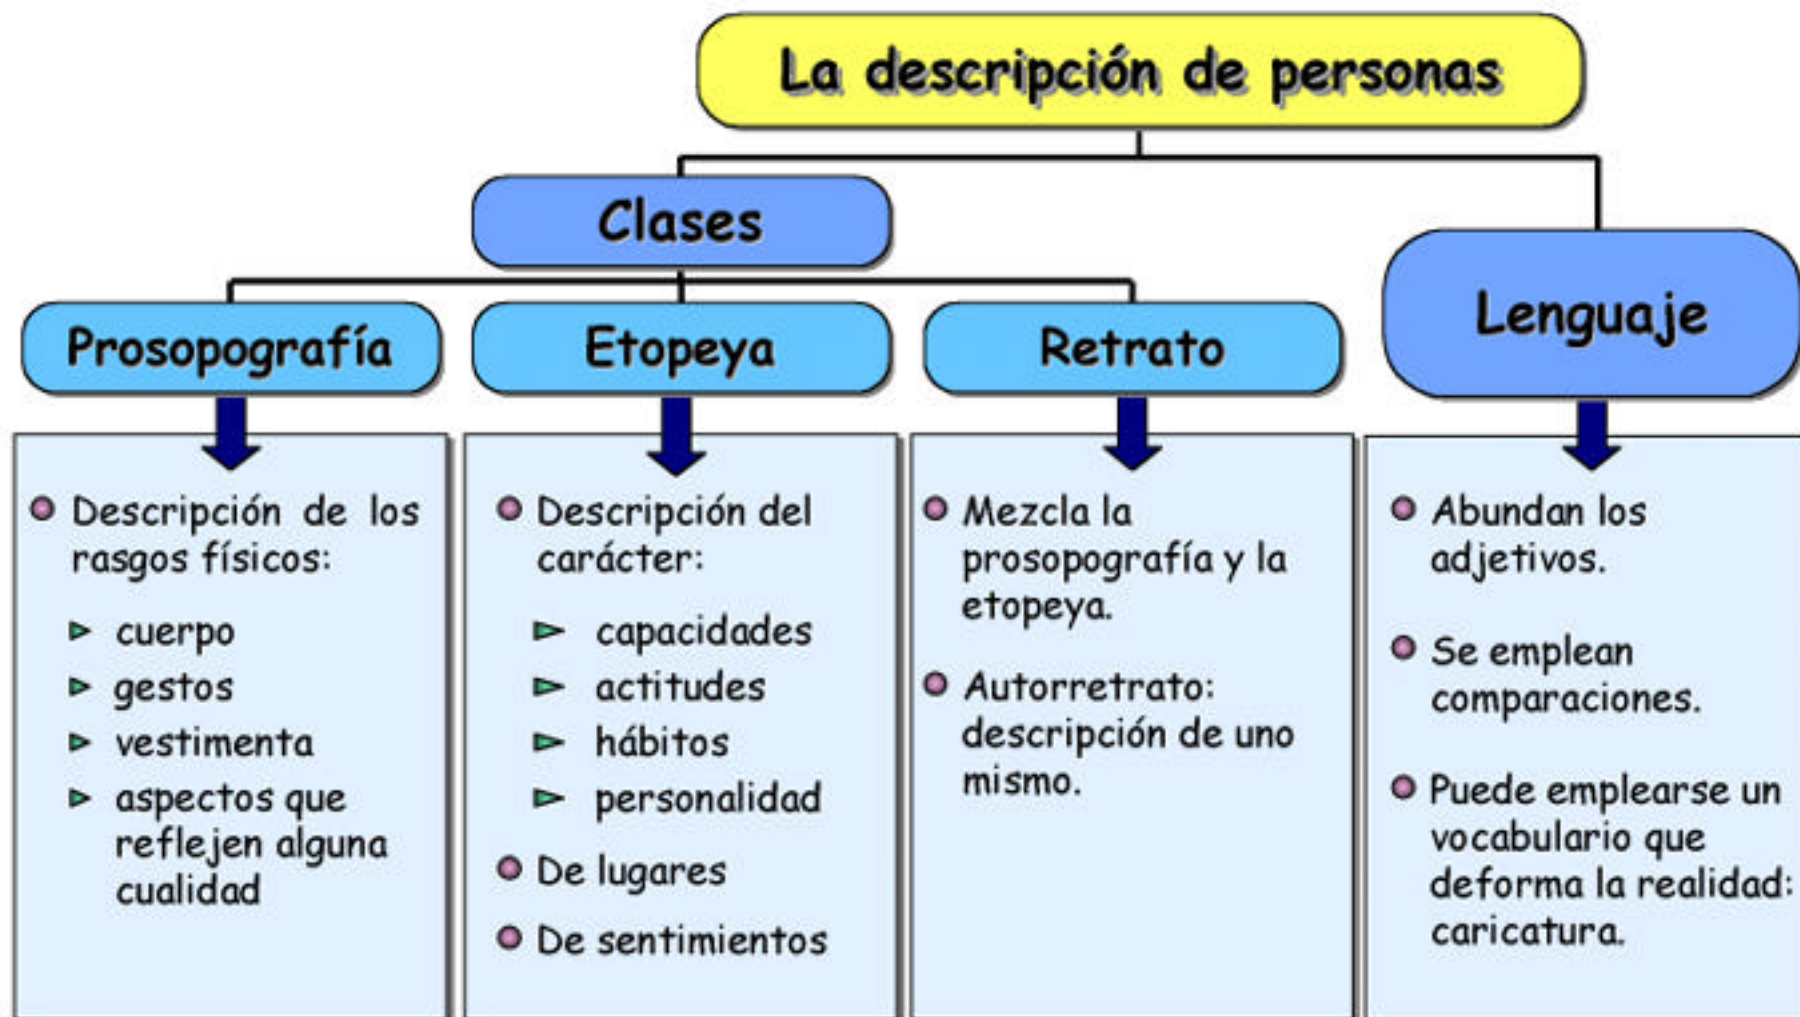 La descripción de personas
Clases
Lenguaje
Prosopografía
Etopeya
Retrato
Descripción de los
rasgos físicos:
cuerpo
gestos
vestimenta
aspectos que
reflejen alguna
cualidad
Descripción del
carácter:
capacidades
actitudes
hábitos
personalidad
De lugares
De sentimientos
Mezcla la
prosopografía y la
etopeya.
Autorretrato:
descripción de uno
mismo.
Abundan los
adjetivos.
Se emplean
comparaciones.
Puede emplearse un
vocabulario que
deforma la realidad:
caricatura.